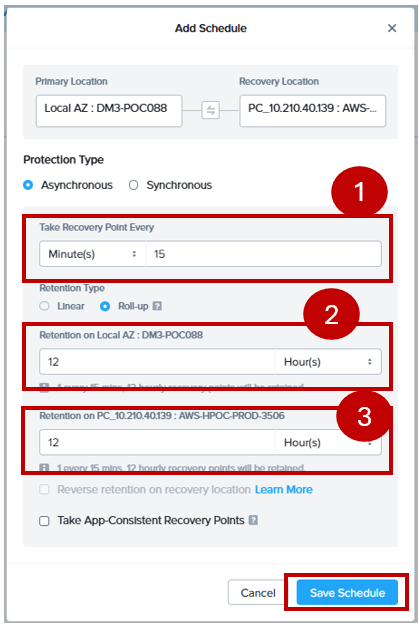 Add Schedule
Primary Location
Recovery Location
Local AZ : DM3-POC088
PC_10.210.40.139 : AWS-...
Protection Type
Asynchronous
Synchronous
1
Take Recovery Point Every
Minute(s)
15
Retention Type
Linear
Roll-up
?
2
Retention on Local AZ : DM3-POC088
12
Hour(s)
1 every 15 mins, 12 hourly recovery points will be retained.
3
Retention on PC_10.210.40.139 : AWS-HPOC-PROD-3506
12
Hour(s)
1 every 15 mins, 12 hourly recovery points will be retained.
Reverse retention on recovery location Learn More
Take App-Consistent Recovery Points ?
Cancel
Save Schedule